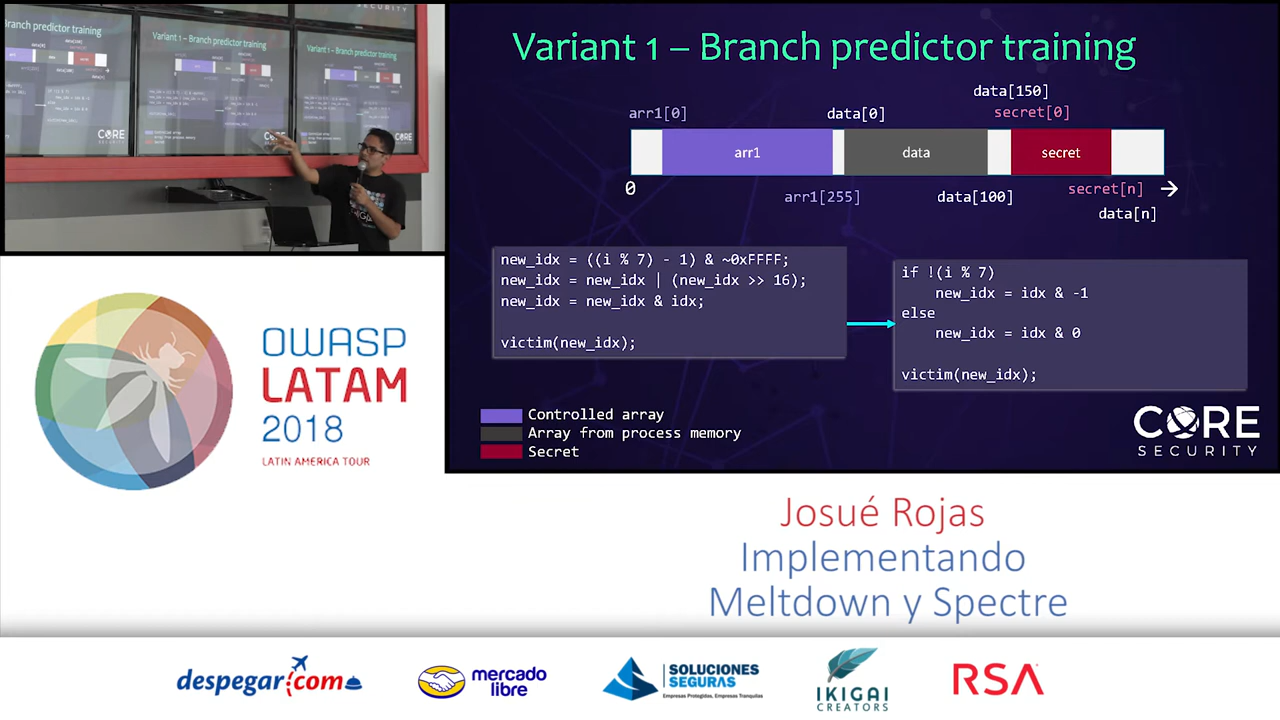 SECURITY
Variant 1 – Branch predictor training
Variant 1 – Branch predictor training
CORE
Variant 1 – Branch predictor training
data[150]
arr1[0]
data[0]
secret[0]
arr1
data
secret
0
arr1[255]
data[100]
secret[n]
data[n]
new_idx = ((i % 7) - 1) & ~0xFFFF;
new_idx = new_idx | (new_idx >> 16);
new_idx = new_idx & idx;
victim(new_idx);
if !(i % 7)
new_idx = idx & -1
else
new_idx = idx & 0
victim(new_idx);
Controlled array
Array from process memory
Secret
CORE
SECURITY
OWASP
LATAM
2018
LATIN AMERICA TOUR
Josué Rojas
Implementando
Meltdown y Spectre
despegar.com
mercado
libre
SOLUCIONES
SEGURAS
Empresas Protegidas, Empresas Tranquilas
IKIGAI
CREATORS
RSA